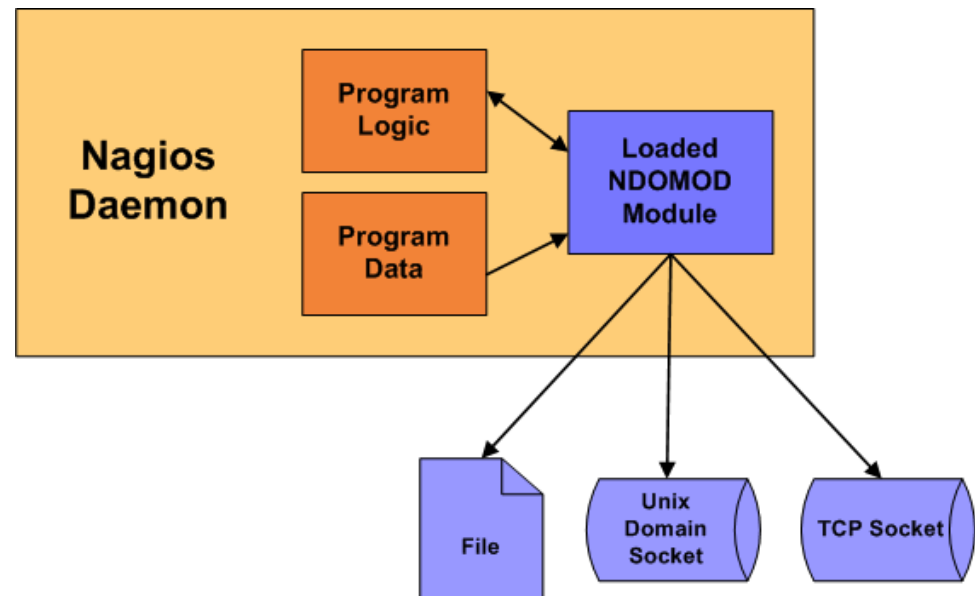 Nagios
Daemon
Program
Logic
Program
Data
Loaded
NDOMOD
Module
File
Unix
Domain
Socket
TCP Socket